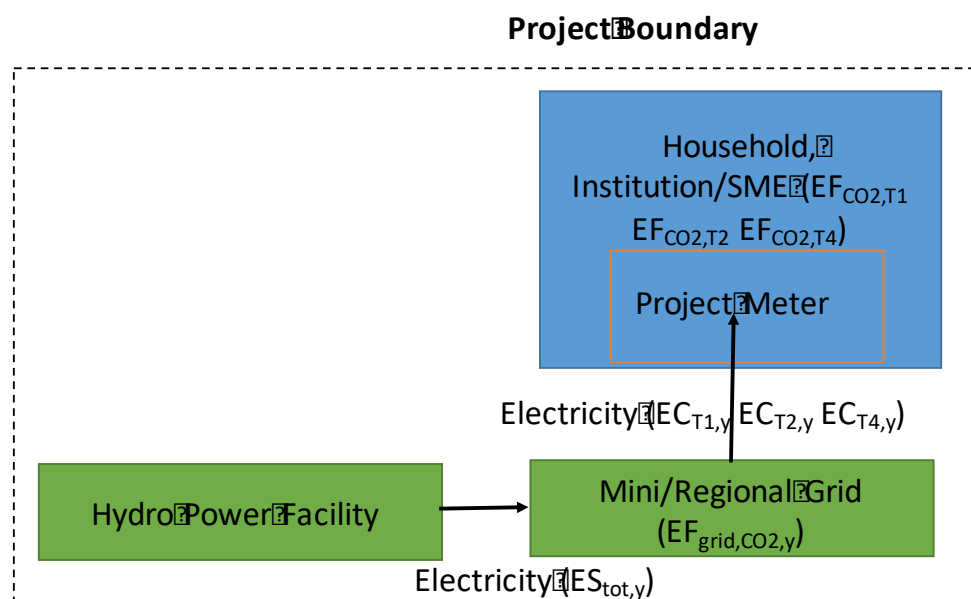 Project Boundary
Household,
Institution/SME (EFCO2,T1
EFCO2,T2 EFCO2,T4)
Project Meter
Electricity (ECT1,y ECT2,y ECT4,y)
Hydro Power Facility
Mini/Regional Grid
(EFgrid,CO2,y)
Electricity (EStot,y)